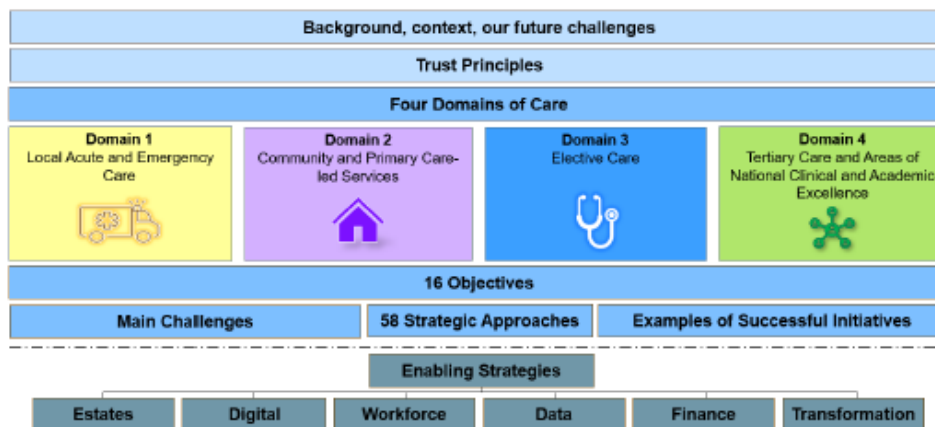 Background, context, our future challenges
Trust Principles
Four Domains of Care
Domain 1
Local Acute and Emergency
Care
Domain 2
Community and Primary Care-
led Services
Domain 3
Elective Care
Domain 4
Tertiary Care and Areas of
National Clinical and Academic
Excellence
16 Objectives
Main Challenges
58 Strategic Approaches
Examples of Successful Initiatives
Enabling Strategies
Estates
Digital
Workforce
Data
Finance
Transformation